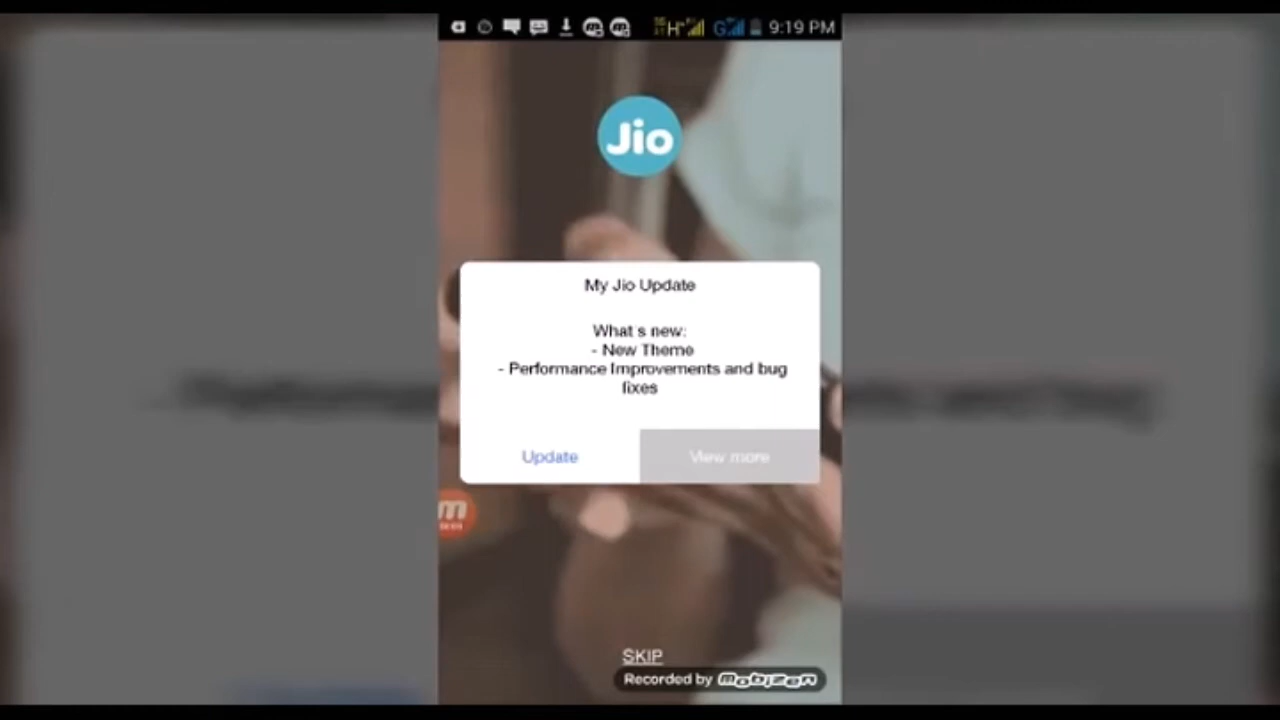 9:19 PM
Jio
My Jio Update
What s new:
- New Theme
- Performance Improvements and bug
fixes
Update
View more
SKIP
Recorded by mobizen